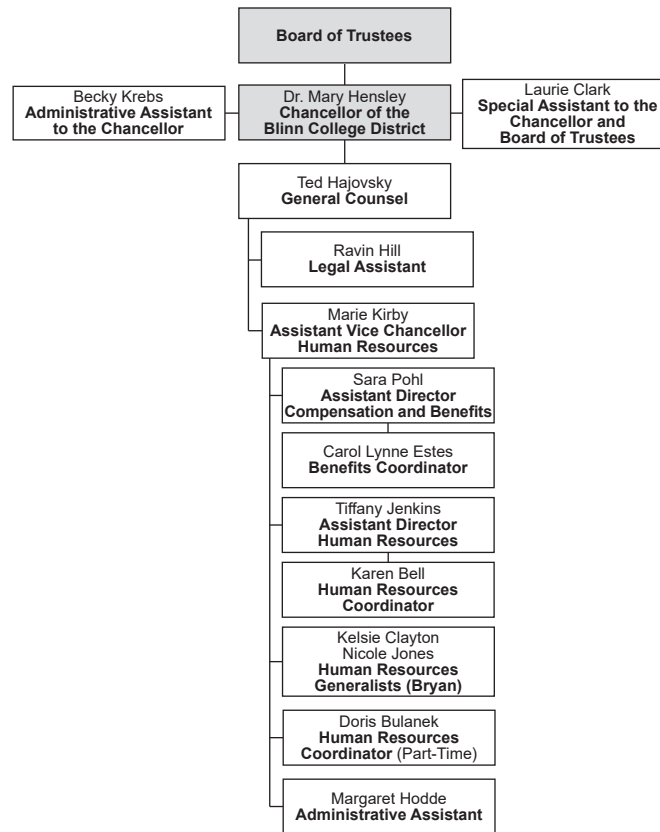 Board of Trustees
Becky Krebs
Administrative Assistant
to the Chancellor
Dr. Mary Hensley
Chancellor of the
Blinn College District
Laurie Clark
Special Assistant to the
Chancellor and
Board of Trustees
Ted Hajovsky
General Counsel
Ravin Hill
Legal Assistant
Marie Kirby
Assistant Vice Chancellor
Human Resources
Sara Pohl
Assistant Director
Compensation and Benefits
Carol Lynne Estes
Benefits Coordinator
Tiffany Jenkins
Assistant Director
Human Resources
Karen Bell
Human Resources
Coordinator
Kelsie Clayton
Nicole Jones
Human Resources
Generalists (Bryan)
Doris Bulanek
Human Resources
Coordinator (Part-Time)
Margaret Hodde
Administrative Assistant